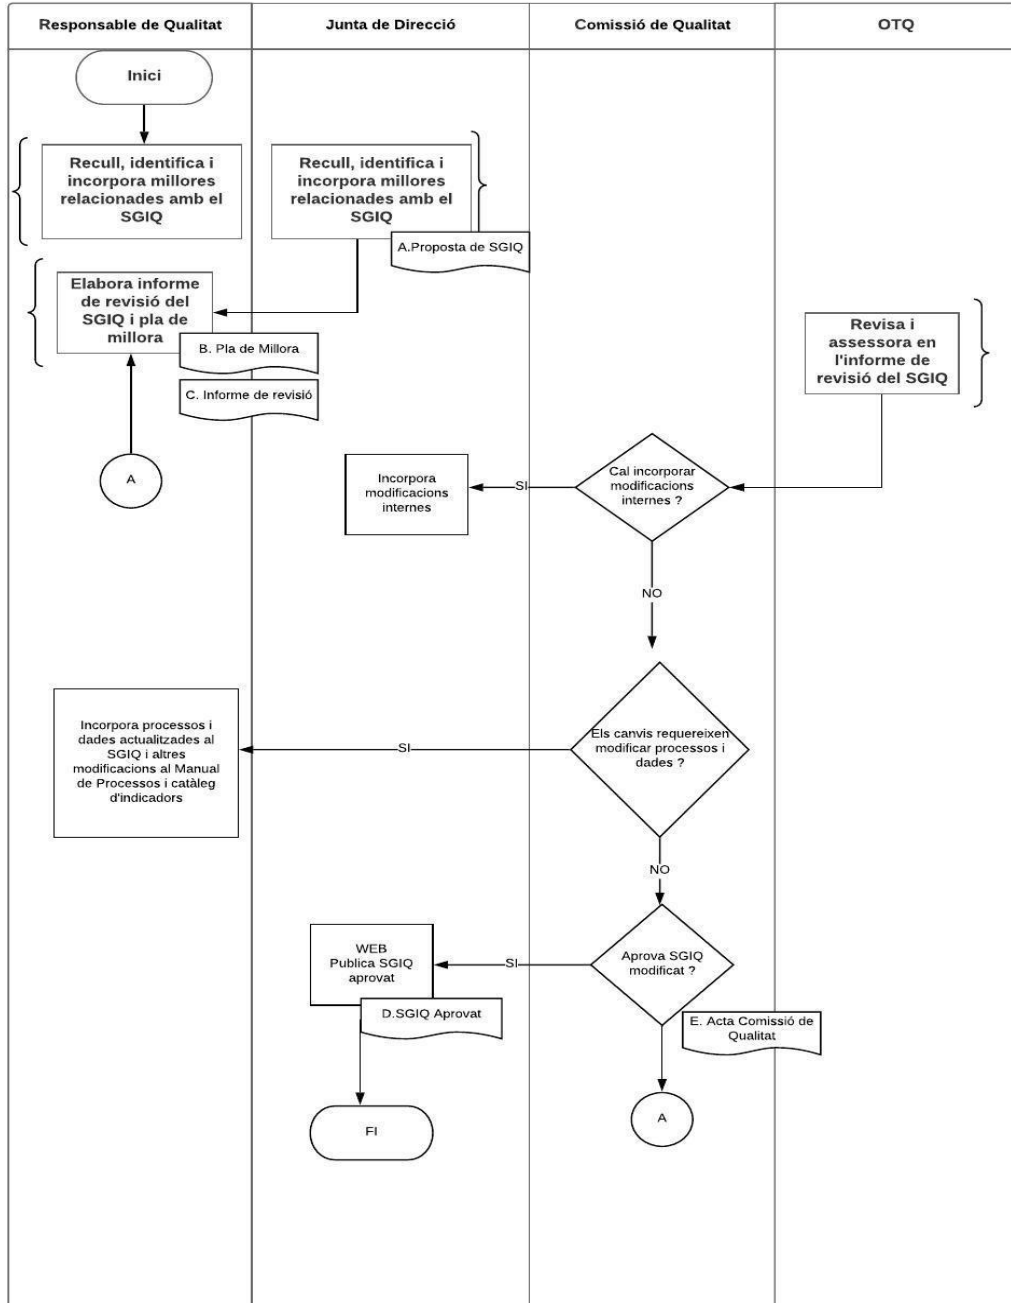 Responsable de Qualitat
Junta de Direcció
Comissió de Qualitat
OTQ
Inici
Recull, identifica i
incorpora millores
relacionades amb el
SGIQ
Recull, identifica i
incorpora millores
relacionades amb el
SGIQ
A.Proposta de SGIQ
Elabora informe
de revisió del
SGIQ i pla de
millora
B. Pla de Millora
C. Informe de revisió
Revisa i
assessora en
l'informe de
revisió del SGIQ
A
Incorpora
modificacions
internes
SI
Cal incorporar
modificacions
internes ?
NO
Incorpora processos i
dades actualitzades al
SGIQ i altres
modificacions al Manual
de Processos i catàleg
d'indicadors
SI
Els canvis requereixen
modificar processos i
dades ?
NO
WEB
Publica SGIQ
aprovat
SI
Aprova SGIQ
modificat ?
D.SGIQ Aprovat
E. Acta Comissió de
Qualitat
FI
A